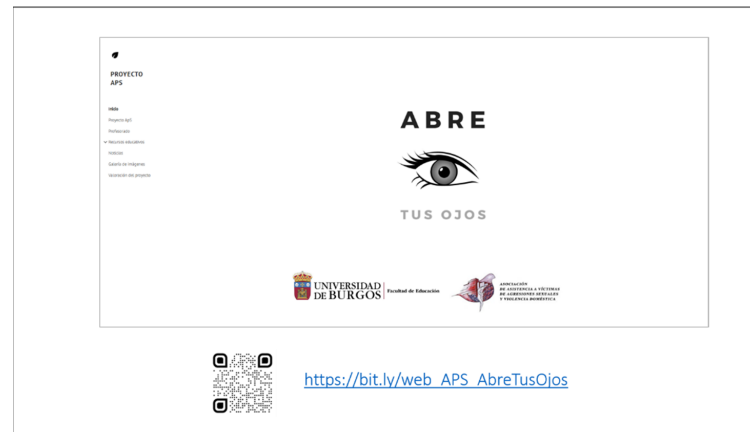 PROYECTO
APS
Inicio
Proyecto ApS
Profesorado
Recursos educativos
Noticias
Galería de imágenes
Valoración del proyecto
ABRE
TUS OJOS
UNIVERSIDAD
DE BURGOS
Facultad de Educación
ASOCIACIÓN
DE ASISTENCIA A VÍCTIMAS
DE AGRESIONES SEXUALES
Y VIOLENCIA DOMÉSTICA
https://bit.ly/web_APS_AbreTusOjos